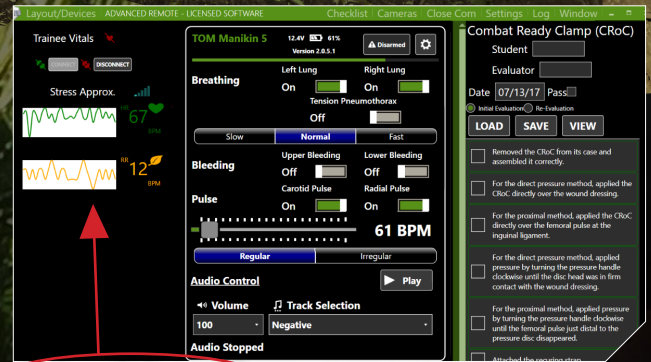 Layout/Devices ADVANCED REMOTE - LICENSED SOFTWARE Checklist | Cameras | Close Com | Settings | Log | Window
Trainee Vitals
CONNECT DISCONNECT
Stress Approx.
HR 67 BPM
RR 12 BPM
TOM Manikin 5 12.4V 61% Disarmed
Version 2.0.5.1
Breathing
Left Lung Right Lung
On On
Tension Pneumothorax
Off
Slow Normal Fast
Bleeding
Upper Bleeding Lower Bleeding
Off Off
Pulse
Carotid Pulse Radial Pulse
On On
61 BPM
Regular Irregular
Audio Control Play
Volume Track Selection
100 Negative
Audio Stopped
Combat Ready Clamp (CRoC)
Student
Evaluator
Date 07/13/17 Pass
Initial Evaluation Re-Evaluation
LOAD SAVE VIEW
Removed the CRoC from its case and
assembled it correctly.
For the direct pressure method, applied the
CRoC directly over the wound dressing.
For the proximal method, applied the CRoC
directly over the femoral pulse at the
inguinal ligament.
For the direct pressure method, applied
pressure by turning the pressure handle
clockwise until the disc head was in firm
contact with the wound dressing.
For the proximal method, applied pressure
by turning the pressure handle clockwise
until the femoral pulse just distal to the
pressure disc disappeared.
Attached the securing strap